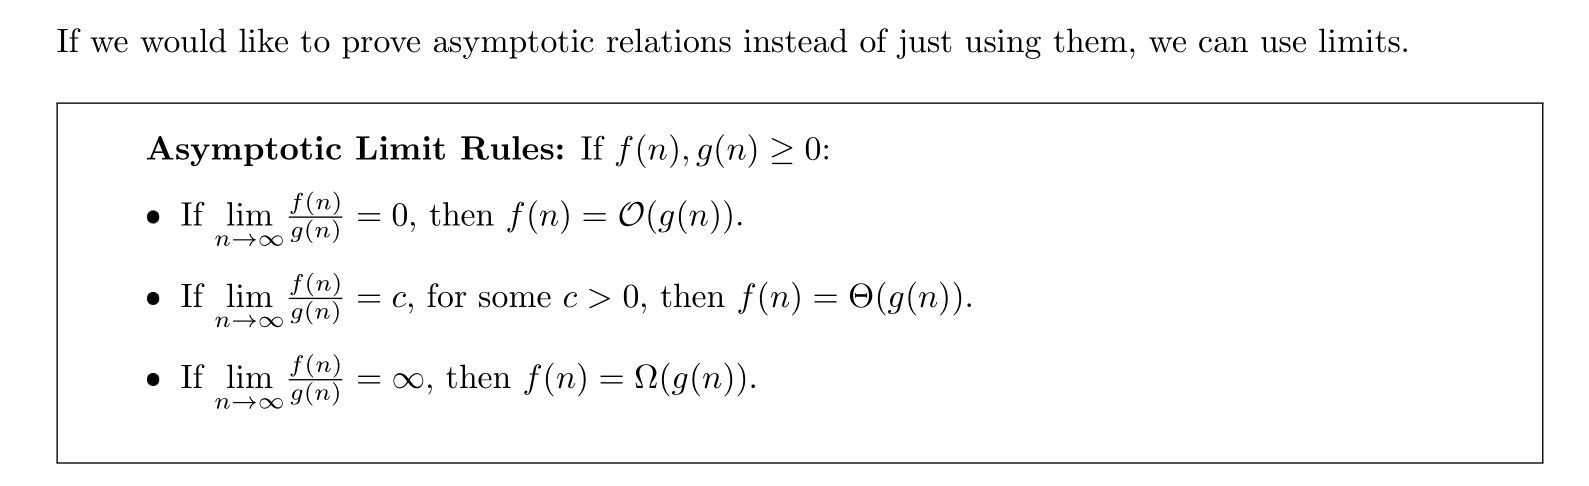 If we would like to prove asymptotic relations instead of just using them, we can use limits.
Asymptotic Limit Rules: If f(n), g(n) ≥ 0:
• If lim_{n→∞} f(n)/g(n) = 0, then f(n) = 𝒪(g(n)).
• If lim_{n→∞} f(n)/g(n) = c, for some c > 0, then f(n) = Θ(g(n)).
• If lim_{n→∞} f(n)/g(n) = ∞, then f(n) = Ω(g(n)).